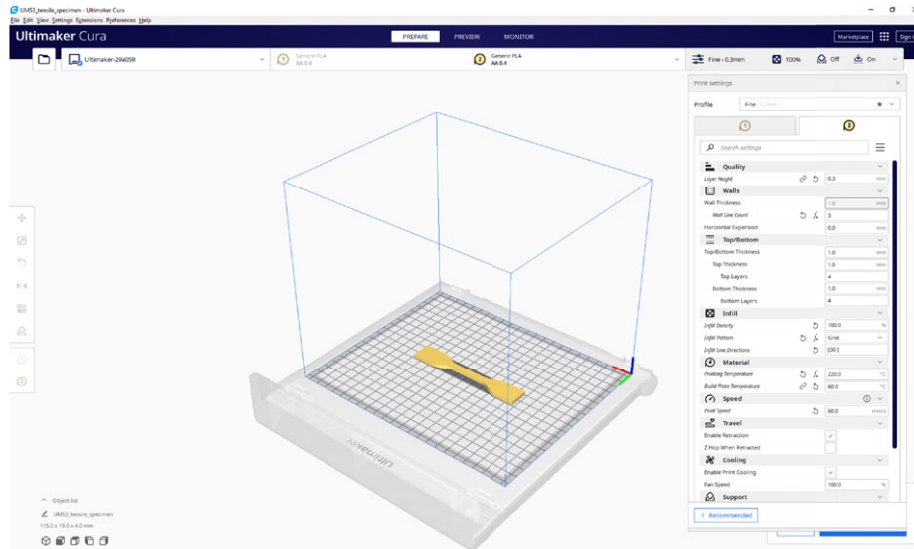 UMS3_tensile_specimen - Ultimaker Cura
File Edit View Settings Extensions Preferences Help
Ultimaker Cura
PREPARE PREVIEW MONITOR
Marketplace
Sign i
Ultimaker-29a059
1 Generic PLA
AA 0.4
2 Generic PLA
AA 0.4
Fine - 0.3mm
100%
Off
On
Print settings
Profile
Fine
1
2
Search settings
Quality
Layer Height 0.3 mm
Walls
Wall Thickness 1.0 mm
Wall Line Count 3
Horizontal Expansion 0.0 mm
Top/Bottom
Top/Bottom Thickness 1.0 mm
Top Thickness 1.0 mm
Top Layers 4
Bottom Thickness 1.0 mm
Bottom Layers 4
Infill
Infill Density 100.0 %
Infill Pattern Grid
Infill Line Directions
Material
Printing Temperature 220.0 °C
Build Plate Temperature 60.0 °C
Speed
Print Speed 60.0 mm/s
Travel
Enable Retraction
Z Hop When Retracted
Cooling
Enable Print Cooling
Fan Speed 100.0 %
Support
Recommended
Ultimaker
Object list
UMS3_tensile_specimen
115.0 x 19.0 x 4.0 mm